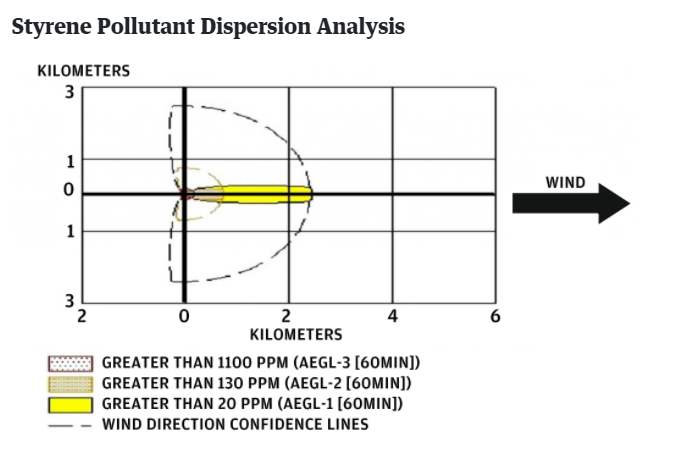 Styrene Pollutant Dispersion Analysis
KILOMETERS
3
1
0
1
3
2 0 2 4 6
KILOMETERS
WIND
GREATER THAN 1100 PPM (AEGL-3 [60MIN])
GREATER THAN 130 PPM (AEGL-2 [60MIN])
GREATER THAN 20 PPM (AEGL-1 [60MIN])
WIND DIRECTION CONFIDENCE LINES